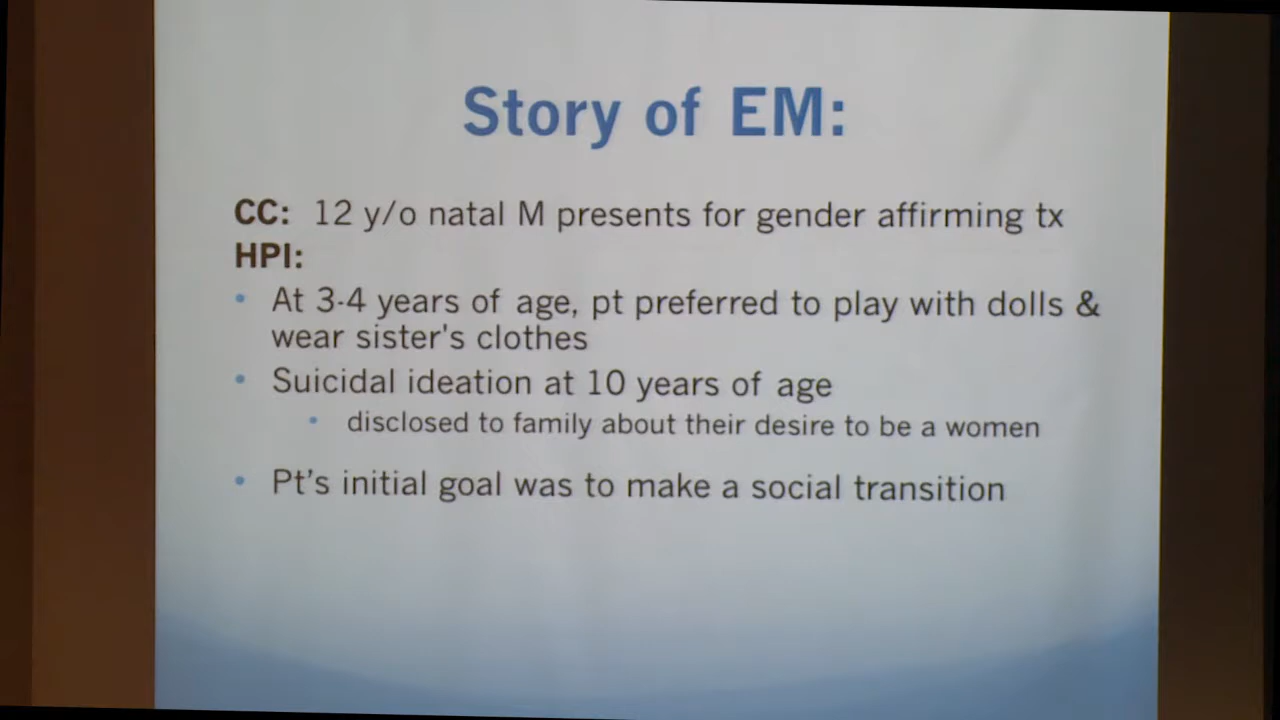 Story of EM:
CC: 12 y/o natal M presents for gender affirming tx
HPI:
• At 3-4 years of age, pt preferred to play with dolls &
wear sister's clothes
• Suicidal ideation at 10 years of age
• disclosed to family about their desire to be a women
• Pt's initial goal was to make a social transition